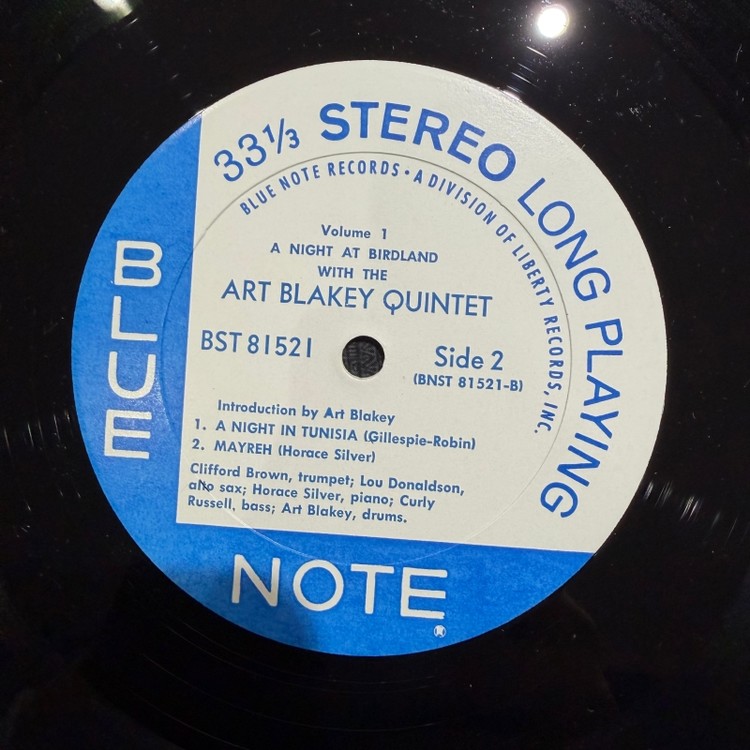 33⅓ STEREO LONG PLAYING
BLUE NOTE RECORDS • A DIVISION OF LIBERTY RECORDS, INC.
Volume 1
A NIGHT AT BIRDLAND
WITH THE
ART BLAKEY QUINTET
BST 81521
Side 2
(BNST 81521-B)
Introduction by Art Blakey
1. A NIGHT IN TUNISIA (Gillespie-Robin)
2. MAYREH (Horace Silver)
Clifford Brown, trumpet; Lou Donaldson,
alto sax; Horace Silver, piano; Curly
Russell, bass; Art Blakey, drums.
BLUE
NOTE
®